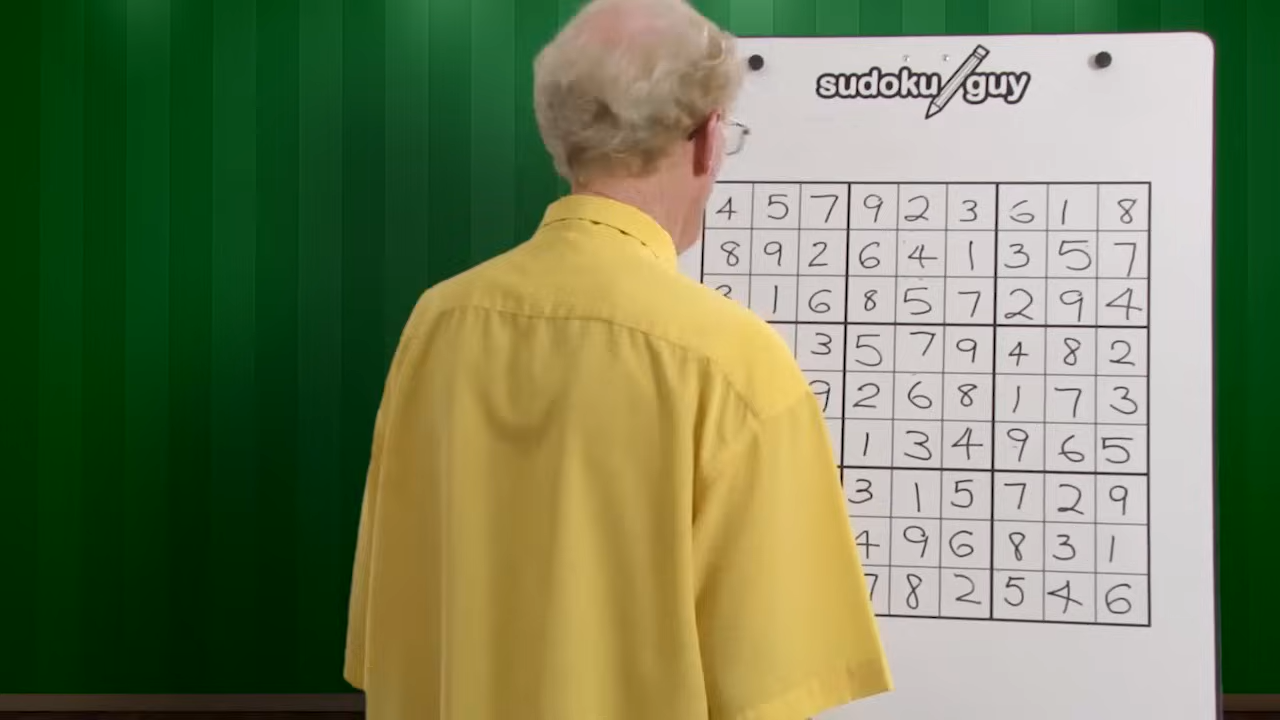 sudoku guy
4 5 7 9 2 3 6 1 8
8 9 2 6 4 1 3 5 7
1 6 8 5 7 2 9 4
3 5 7 9 4 8 2
9 2 6 8 1 7 3
1 3 4 9 6 5
3 1 5 7 2 9
4 9 6 8 3 1
7 8 2 5 4 6